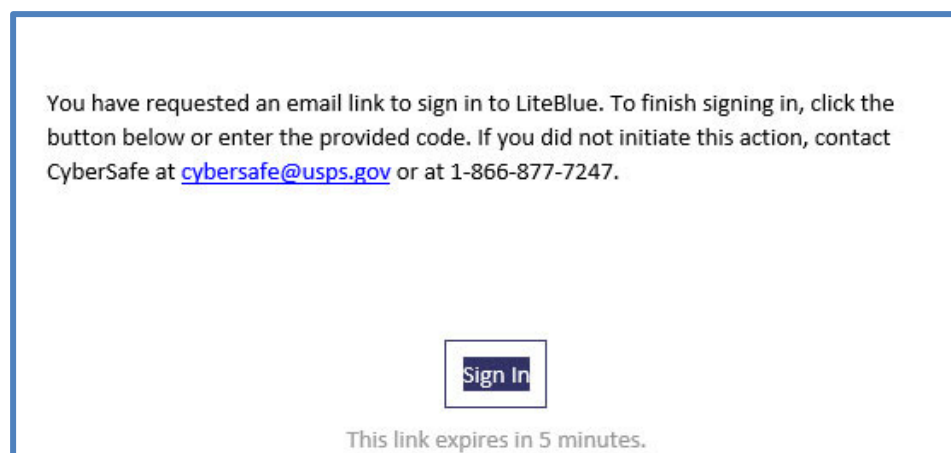 You have requested an email link to sign in to LiteBlue. To finish signing in, click the
button below or enter the provided code. If you did not initiate this action, contact
CyberSafe at cybersafe@usps.gov or at 1-866-877-7247.
Sign In
This link expires in 5 minutes.